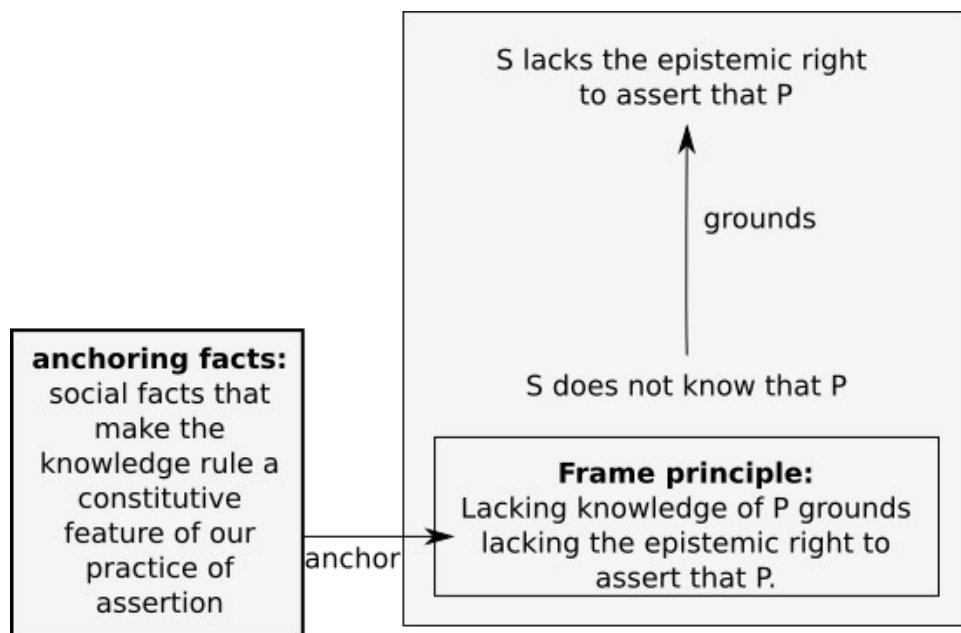 S lacks the epistemic right
to assert that P
grounds
S does not know that P
anchoring facts:
social facts that
make the
knowledge rule a
constitutive
feature of our
practice of
assertion
anchor
Frame principle:
Lacking knowledge of P grounds
lacking the epistemic right to
assert that P.